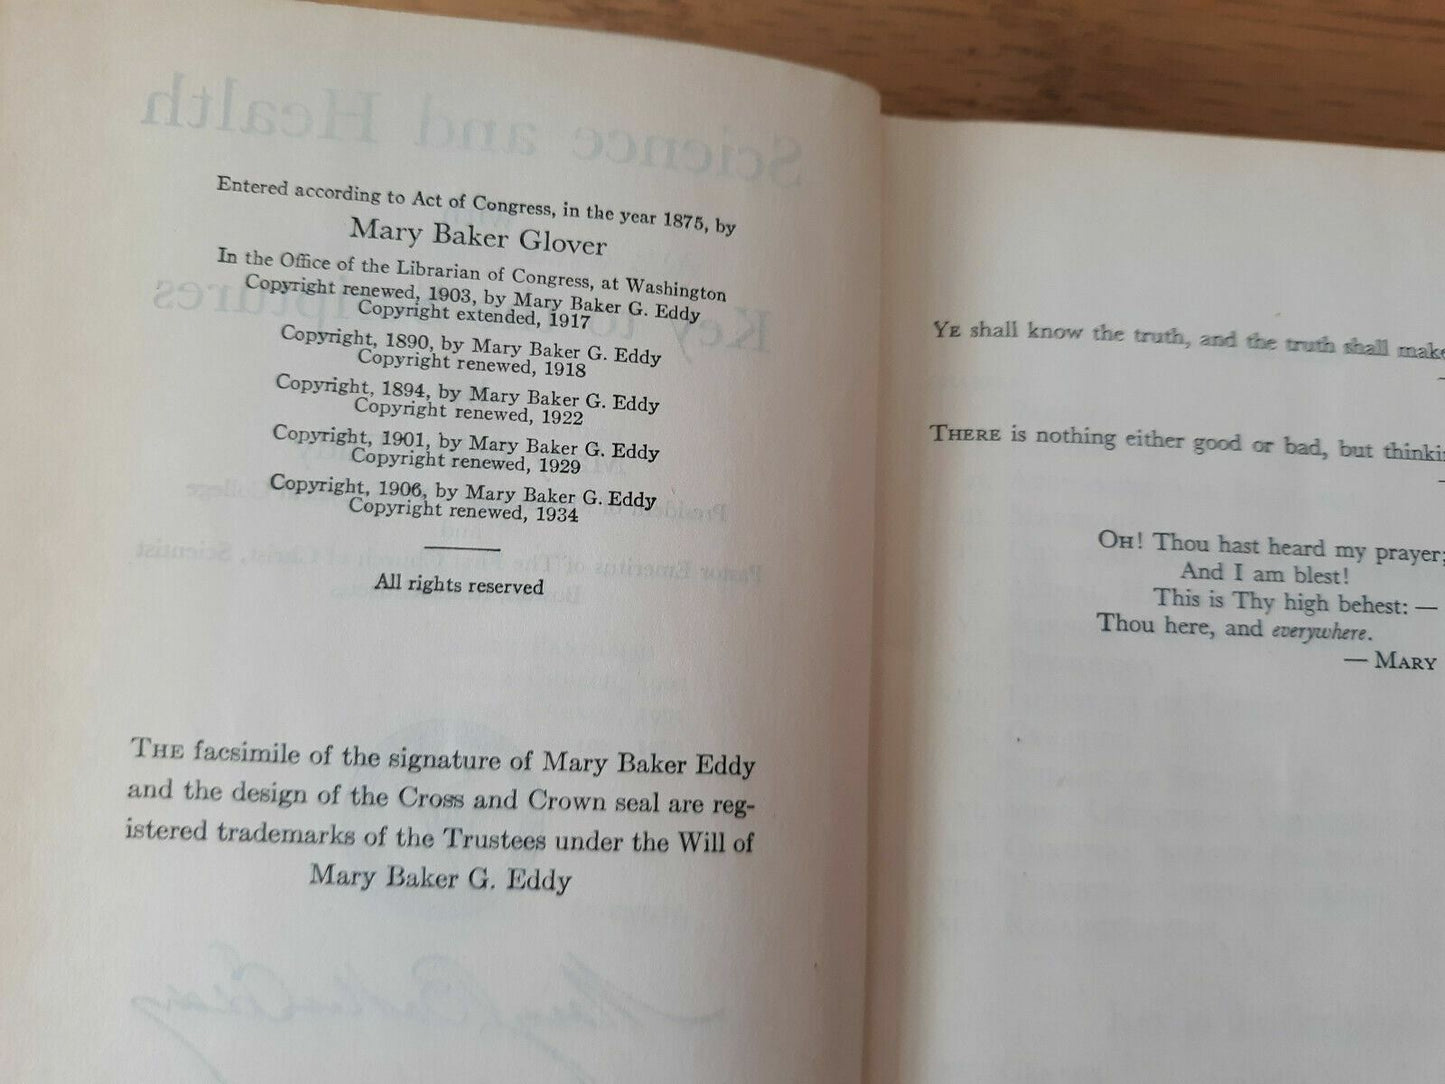 Entered according to Act of Congress, in the year 1875, by
Mary Baker Glover
In the Office of the Librarian of Congress, at Washington
Copyright renewed, 1903, by Mary Baker G. Eddy
Copyright extended, 1917
Copyright, 1890, by Mary Baker G. Eddy
Copyright renewed, 1918
Copyright, 1894, by Mary Baker G. Eddy
Copyright renewed, 1922
Copyright, 1901, by Mary Baker G. Eddy
Copyright renewed, 1929
Copyright, 1906, by Mary Baker G. Eddy
Copyright renewed, 1934
All rights reserved
THE facsimile of the signature of Mary Baker Eddy
and the design of the Cross and Crown seal are reg-
istered trademarks of the Trustees under the Will of
Mary Baker G. Eddy
YE shall know the truth, and the truth shall make
THERE is nothing either good or bad, but thinki
OH! Thou hast heard my prayer;
And I am blest!
This is Thy high behest: —
Thou here, and everywhere.
— MARY